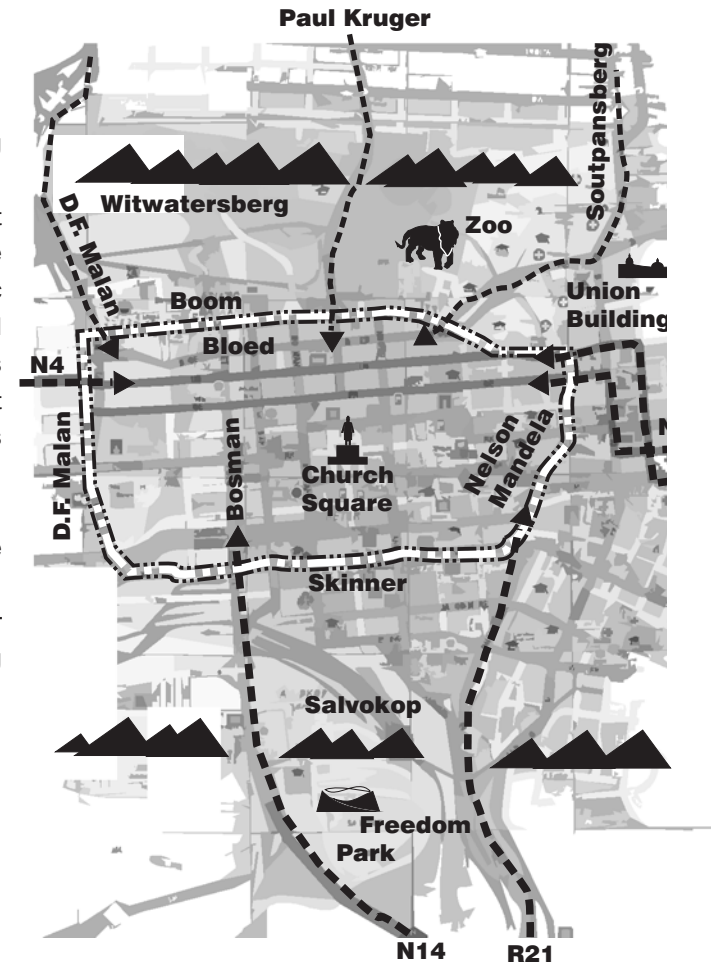 Paul Kruger
Soutpansberg
Witwatersberg
D.F. Malan
Zoo
Union
Building
Boom
Bloed
N4
D.F. Malan
Bosman
Nelson
Mandela
Church
Square
Skinner
Salvokop
Freedom
Park
N14
R21